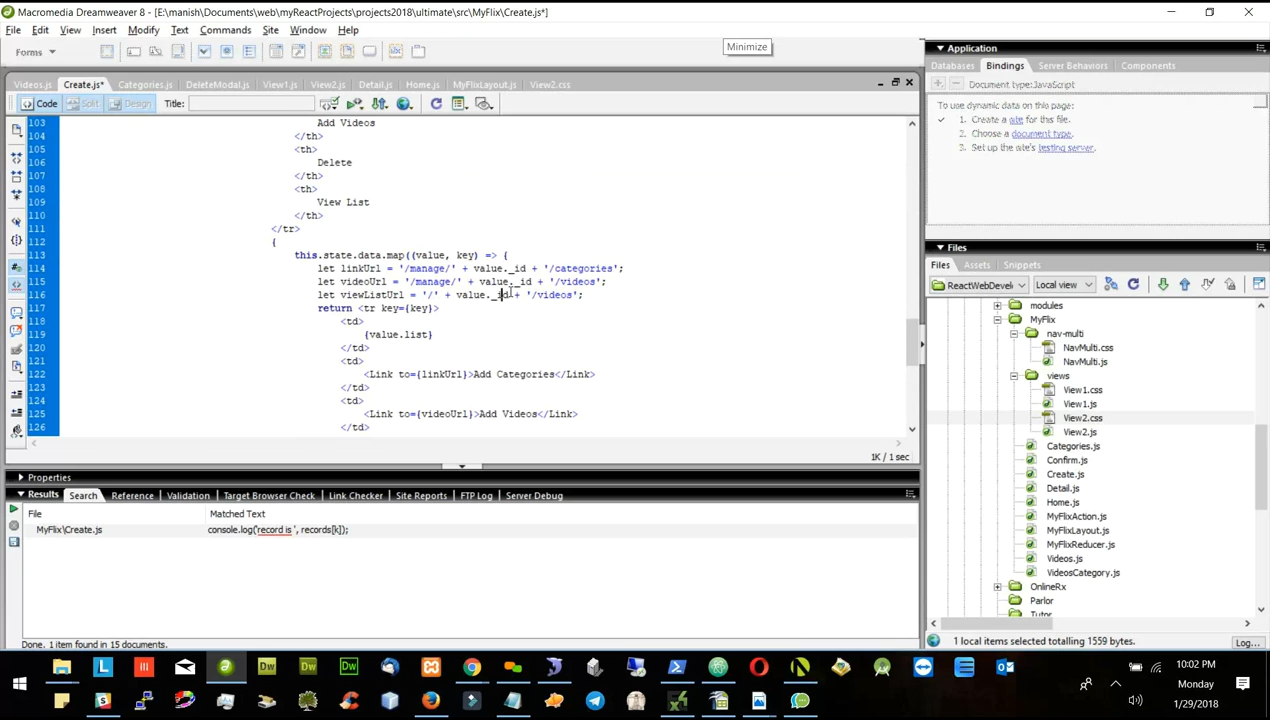 Macromedia Dreamweaver 8 - [E:\manish\Documents\web\myReactProjects\projects2018\ultimate\src\MyFlix\Create.js*]
File Edit View Insert Modify Text Commands Site Window Help
Forms
Minimize
Videos.js Create.js* Categories.js DeleteModal.js View1.js View2.js Detail.js Home.js MyFlixLayout.js View2.css
Code Split Design Title:
103 Add Videos
104 </th>
105 <th>
106 Delete
107 </th>
108 <th>
109 View List
110 </th>
111 </tr>
112 {
113 this.state.data.map((value, key) => {
114 let linkUrl = '/manage/' + value._id + '/categories';
115 let videoUrl = '/manage/' + value._id + '/videos';
116 let viewListUrl = '/' + value._id + '/videos';
117 return <tr key={key}>
118 <td>
119 {value.list}
120 </td>
121 <td>
122 <Link to={linkUrl}>Add Categories</Link>
123 </td>
124 <td>
125 <Link to={videoUrl}>Add Videos</Link>
126 </td>
1K / 1 sec
Properties
Results Search Reference Validation Target Browser Check Link Checker Site Reports FTP Log Server Debug
File Matched Text
MyFlix\Create.js console.log('record is ', records[k]);
Done. 1 item found in 15 documents.
Application
Databases Bindings Server Behaviors Components
Document type:JavaScript
To use dynamic data on this page:
1. Create a site for this file.
2. Choose a document type.
3. Set up the site's testing server.
Files
Files Assets Snippets
ReactWebDevel Local view
modules
MyFlix
nav-multi
NavMulti.css
NavMulti.js
views
View1.css
View1.js
View2.css
View2.js
Categories.js
Confirm.js
Create.js
Detail.js
Home.js
MyFlixAction.js
MyFlixLayout.js
MyFlixReducer.js
Videos.js
VideosCategory.js
OnlineRx
Parlor
Tutor
1 local items selected totalling 1559 bytes.
Log...
Dw Dw Dw
10:02 PM
Monday
1/29/2018